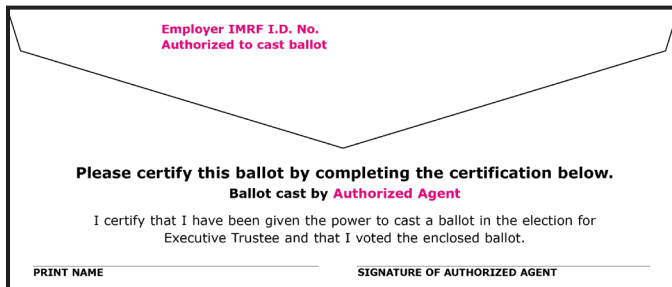 Employer IMRF I.D. No.
Authorized to cast ballot
Please certify this ballot by completing the certification below.
Ballot cast by Authorized Agent
I certify that I have been given the power to cast a ballot in the election for
Executive Trustee and that I voted the enclosed ballot.
PRINT NAME SIGNATURE OF AUTHORIZED AGENT